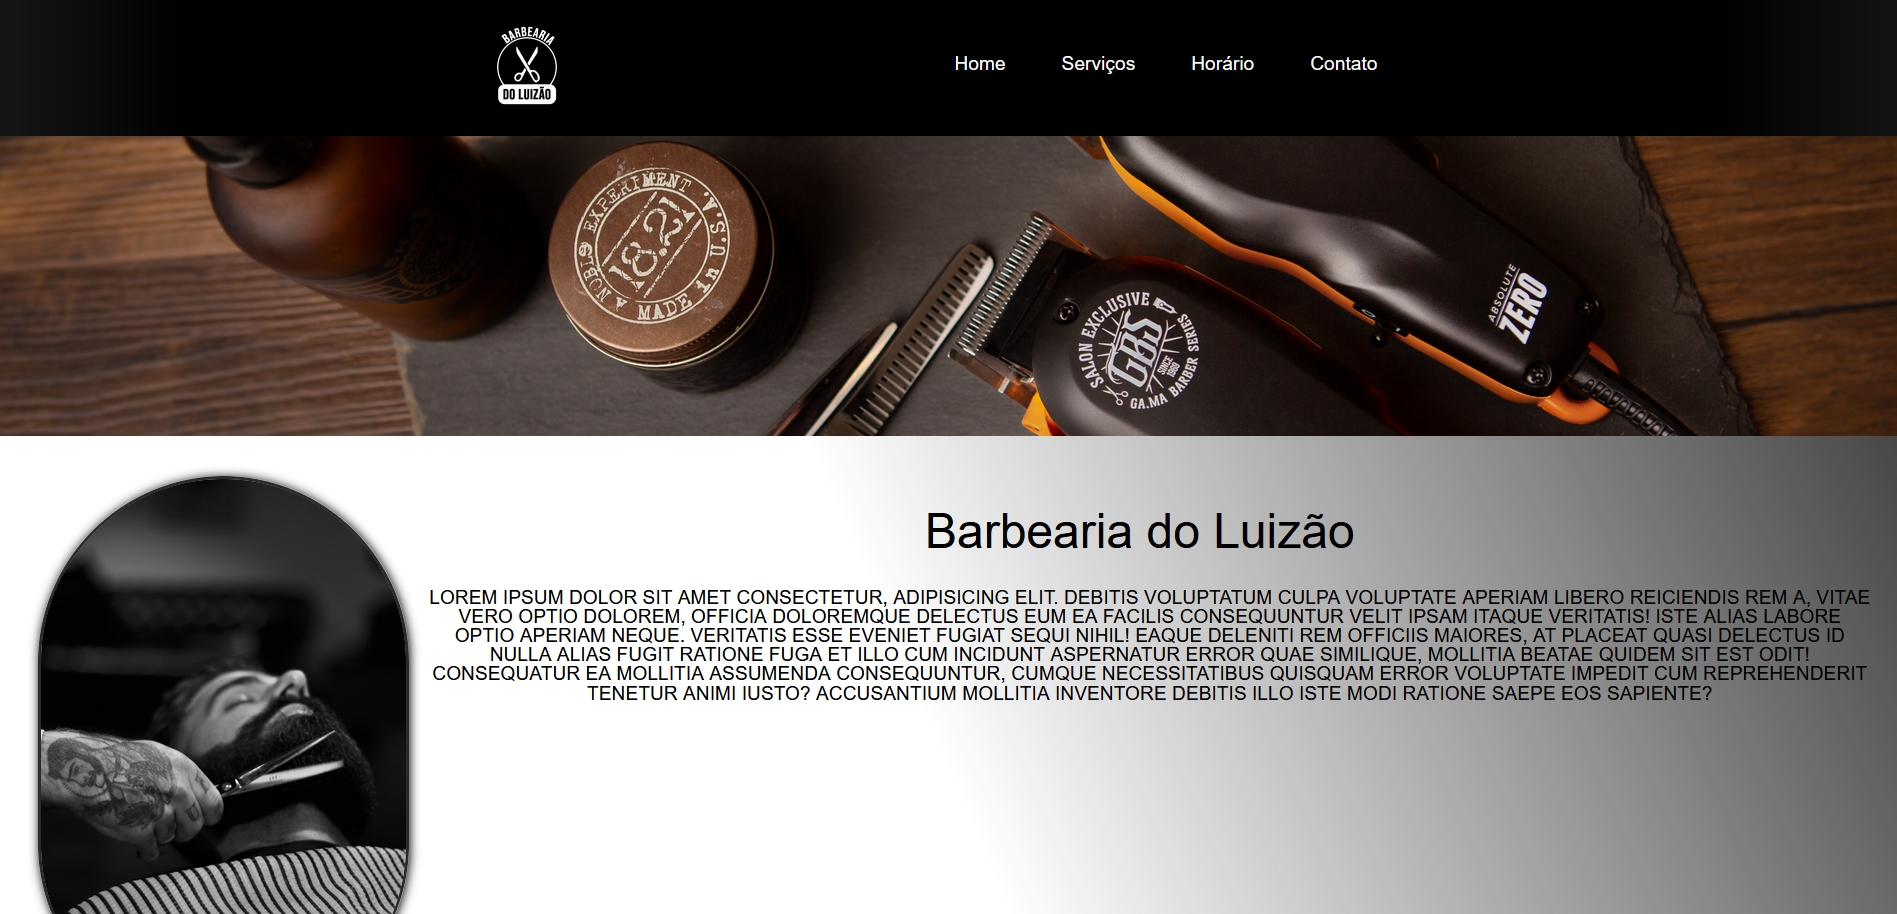 BARBEARIA
DO LUIZÃO
Home Serviços Horário Contato
NOBLE EXPERIMENT
18.21
MADE in U.S.A.
SALON EXCLUSIVE
GBS
SINCE 1969
GA.MA BARBER SERIES
ABSOLUTE
ZERO
Barbearia do Luizão
LOREM IPSUM DOLOR SIT AMET CONSECTETUR, ADIPISICING ELIT. DEBITIS VOLUPTATUM CULPA VOLUPTATE APERIAM LIBERO REICIENDIS REM A, VITAE
VERO OPTIO DOLOREM, OFFICIA DOLOREMQUE DELECTUS EUM EA FACILIS CONSEQUUNTUR VELIT IPSAM ITAQUE VERITATIS! ISTE ALIAS LABORE
OPTIO APERIAM NEQUE. VERITATIS ESSE EVENIET FUGIAT SEQUI NIHIL! EAQUE DELENITI REM OFFICIIS MAIORES, AT PLACEAT QUASI DELECTUS ID
NULLA ALIAS FUGIT RATIONE FUGA ET ILLO CUM INCIDUNT ASPERNATUR ERROR QUAE SIMILIQUE, MOLLITIA BEATAE QUIDEM SIT EST ODIT!
CONSEQUATUR EA MOLLITIA ASSUMENDA CONSEQUUNTUR, CUMQUE NECESSITATIBUS QUISQUAM ERROR VOLUPTATE IMPEDIT CUM REPREHENDERIT
TENETUR ANIMI IUSTO? ACCUSANTIUM MOLLITIA INVENTORE DEBITIS ILLO ISTE MODI RATIONE SAEPE EOS SAPIENTE?